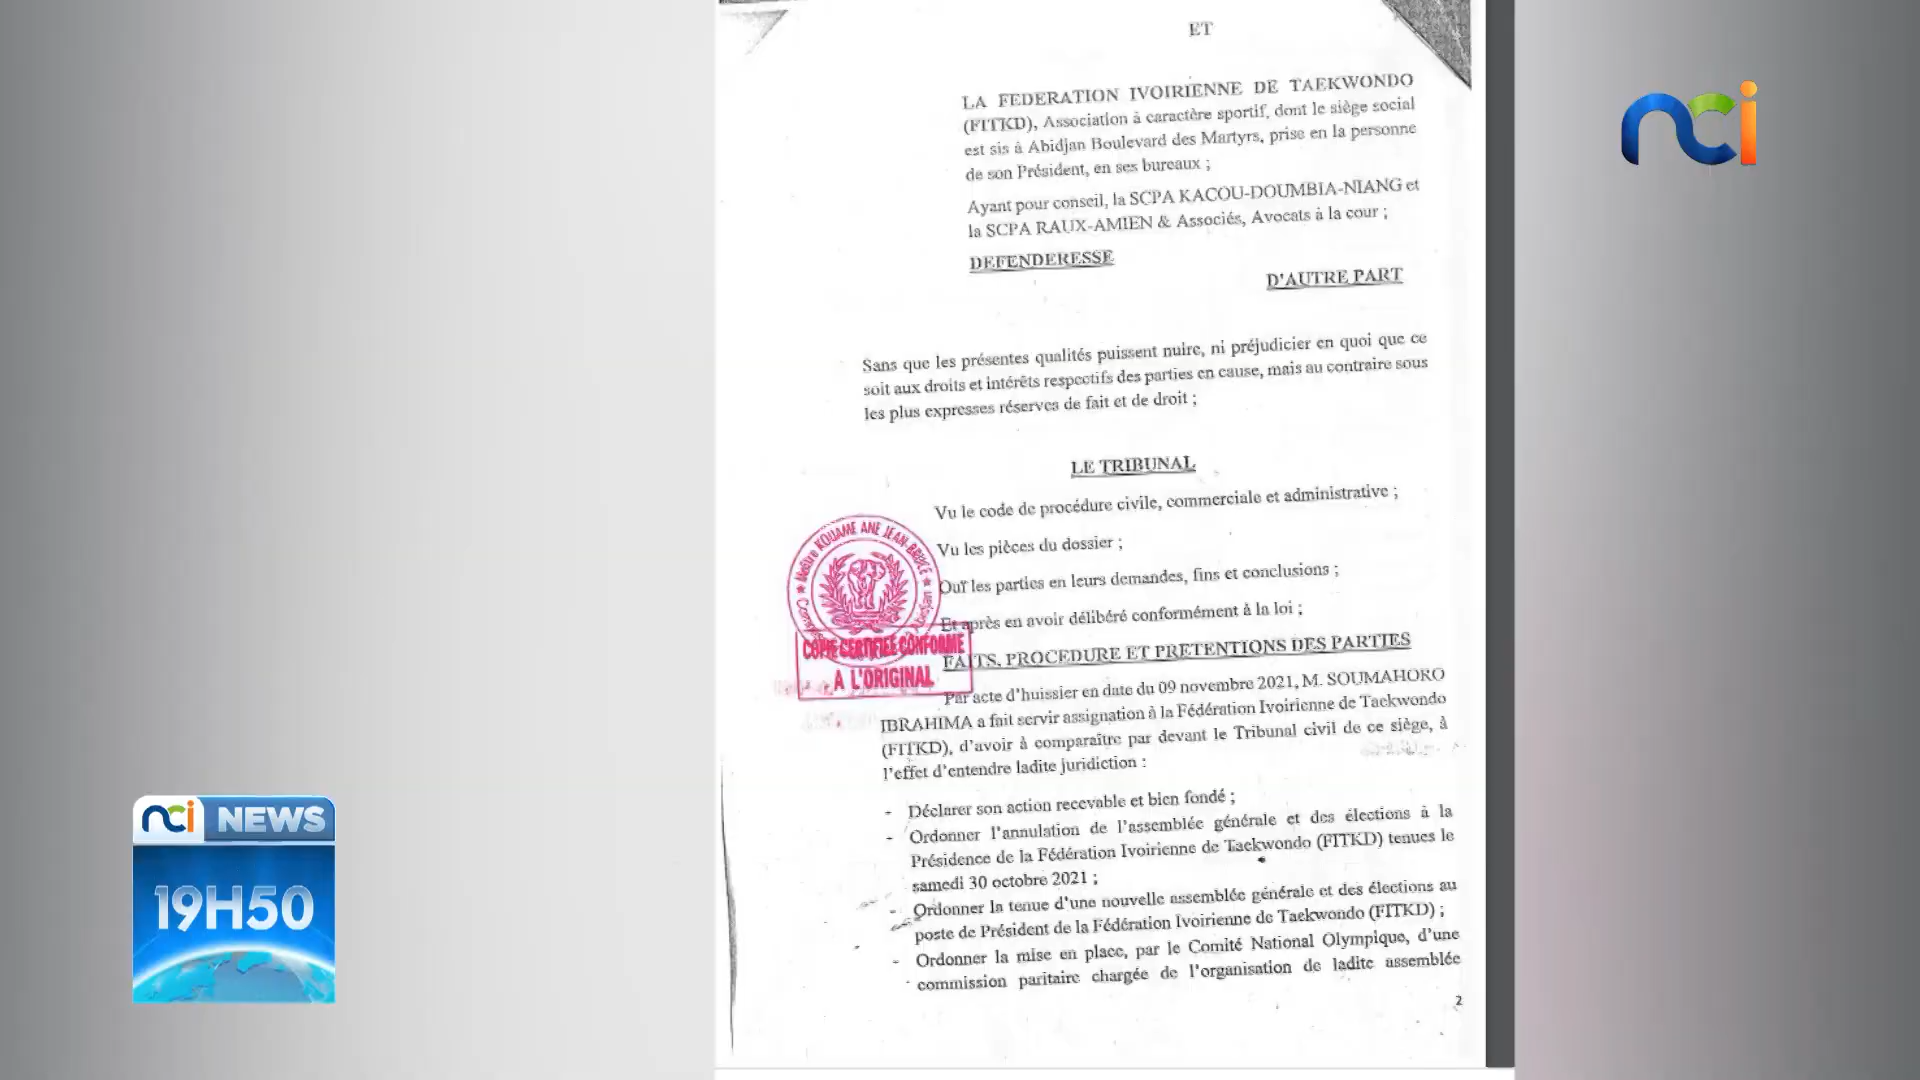 ET
LA FEDERATION IVOIRIENNE DE TAEKWONDO
(FITKD), Association à caractère sportif, dont le siège social
est sis à Abidjan Boulevard des Martyrs, prise en la personne
de son Président, en ses bureaux ;
Ayant pour conseil, la SCPA KACOU-DOUMBIA-NIANG et
la SCPA RAUX-AMIEN & Associés, Avocats à la cour ;
DEFENDERESSE
D'AUTRE PART
Sans que les présentes qualités puissent nuire, ni préjudicier en quoi que ce
soit aux droits et intérêts respectifs des parties en cause, mais au contraire sous
les plus expresses réserves de fait et de droit ;
LE TRIBUNAL
Vu le code de procédure civile, commerciale et administrative ;
Vu les pièces du dossier ;
Ouï les parties en leurs demandes, fins et conclusions ;
Et après en avoir délibéré conformément à la loi ;
FAITS, PROCEDURE ET PRETENTIONS DES PARTIES
Par acte d'huissier en date du 09 novembre 2021, M. SOUMAHORO
IBRAHIMA a fait servir assignation à la Fédération Ivoirienne de Taekwondo
(FITKD), d'avoir à comparaître par devant le Tribunal civil de ce siège, à
l'effet d'entendre ladite juridiction :
- Déclarer son action recevable et bien fondé ;
- Ordonner l'annulation de l'assemblée générale et des élections à la
Présidence de la Fédération Ivoirienne de Taekwondo (FITKD) tenues le
samedi 30 octobre 2021 ;
- Ordonner la tenue d'une nouvelle assemblée générale et des élections au
poste de Président de la Fédération Ivoirienne de Taekwondo (FITKD) ;
- Ordonner la mise en place, par le Comité National Olympique, d'une
commission paritaire chargée de l'organisation de ladite assemblée
2
Maître KOUAME ANE JEAN-BRUCE
COPIE CERTIFIEE CONFORME
A L'ORIGINAL
nci
nci NEWS
19H50